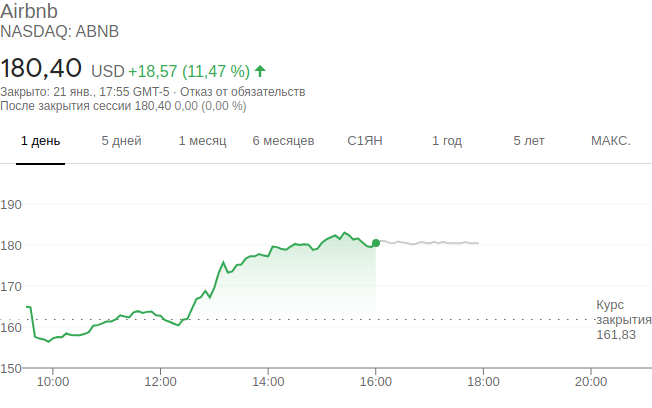 Airbnb
NASDAQ: ABNB
180,40 USD +18,57 (11,47 %)
Закрыто: 21 янв., 17:55 GMT-5 · Отказ от обязательств
После закрытия сессии 180,40 0,00 (0,00 %)
1 день 5 дней 1 месяц 6 месяцев С1ЯН 1 год 5 лет МАКС.
190
180
170
Курс
160 закрытия
161,83
150
10:00 12:00 14:00 16:00 18:00 20:00